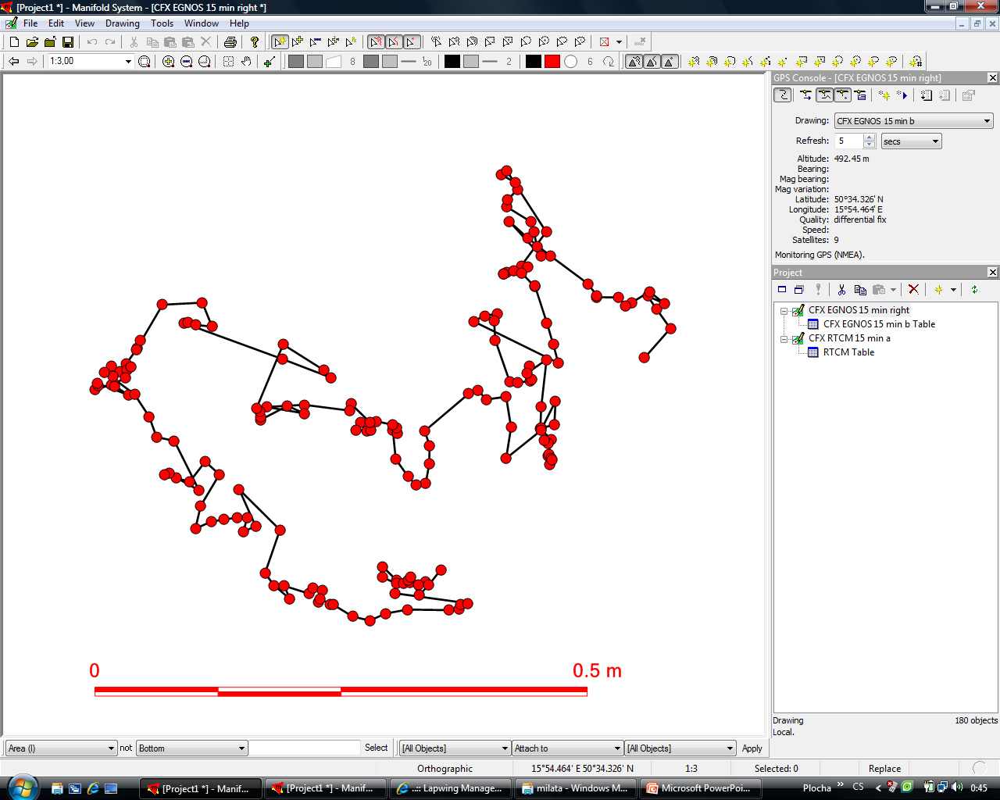 [Project1 *] - Manifold System - [CFX EGNOS 15 min right *]
File Edit View Drawing Tools Window Help
1:3,00
8
20
2
6
GPS Console - [CFX EGNOS 15 min right]
Drawing: CFX EGNOS 15 min b
Refresh: 5 secs
Altitude: 492.45 m
Bearing:
Mag bearing:
Mag variation:
Latitude: 50°34.326' N
Longitude: 15°54.464' E
Quality: differential fix
Speed:
Satellites: 9
Monitoring GPS (NMEA).
Project
CFX EGNOS 15 min right
CFX EGNOS 15 min b Table
CFX RTCM 15 min a
RTCM Table
0 0.5 m
Drawing 180 objects
Local.
Area (I) not Bottom Select [All Objects] Attach to [All Objects] Apply
Orthographic 15°54.464' E 50°34.326' N 1:3 Selected: 0 Replace
[Project1 *] - Manif... [Project1 *] - Manif... ..:: Lapwing Manage... milata - Windows M... Microsoft PowerPoi... Plocha » CS 0:45